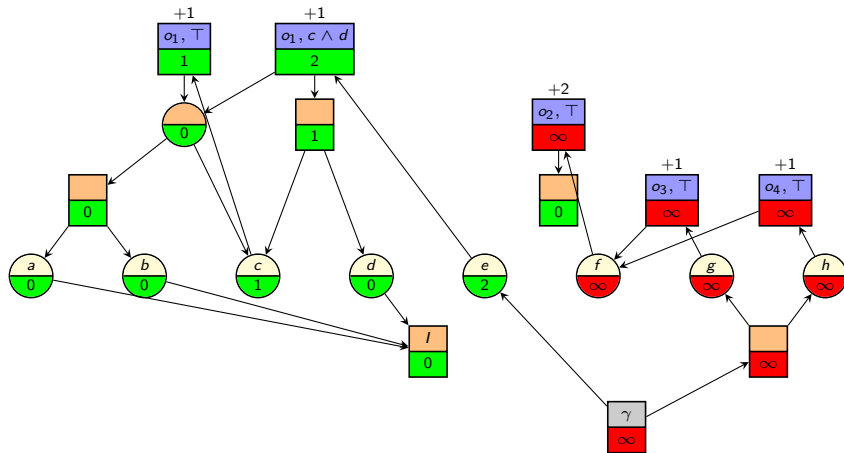 +1 +1
o₁, ⊤ o₁, c ∧ d
1 2
+2
o₂, ⊤
0 1 ∞
+1 +1
o₃, ⊤ o₄, ⊤
0 0 ∞ ∞
a b c d e f g h
0 0 1 0 2 ∞ ∞ ∞
I
0 ∞
γ
∞